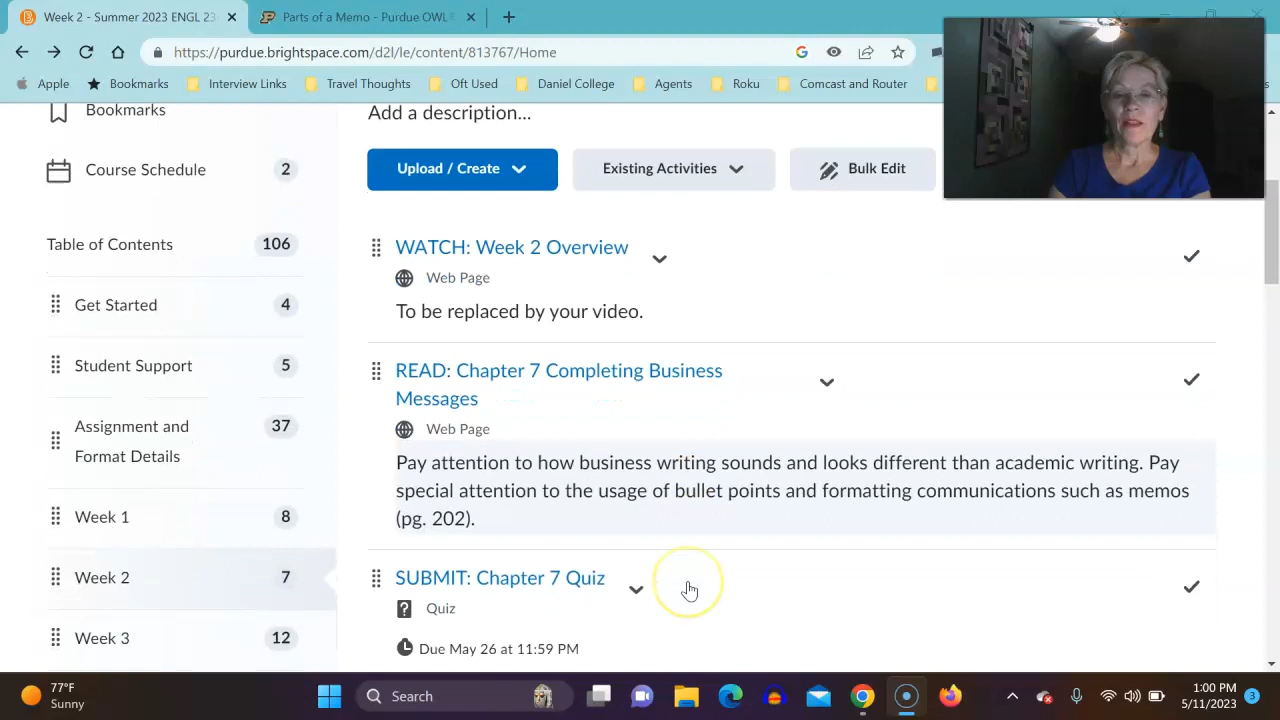 Week 2 - Summer 2023 ENGL 23
Parts of a Memo - Purdue OWL®
https://purdue.brightspace.com/d2l/le/content/813767/Home
Apple
Bookmarks
Interview Links
Travel Thoughts
Oft Used
Daniel College
Agents
Roku
Comcast and Router
Bookmarks
Course Schedule
2
Table of Contents
106
Get Started
4
Student Support
5
Assignment and
Format Details
37
Week 1
8
Week 2
7
Week 3
12
Add a description...
Upload / Create
Existing Activities
Bulk Edit
WATCH: Week 2 Overview
Web Page
To be replaced by your video.
READ: Chapter 7 Completing Business
Messages
Web Page
Pay attention to how business writing sounds and looks different than academic writing. Pay
special attention to the usage of bullet points and formatting communications such as memos
(pg. 202).
SUBMIT: Chapter 7 Quiz
Quiz
Due May 26 at 11:59 PM
77°F
Sunny
Search
1:00 PM
5/11/2023
3